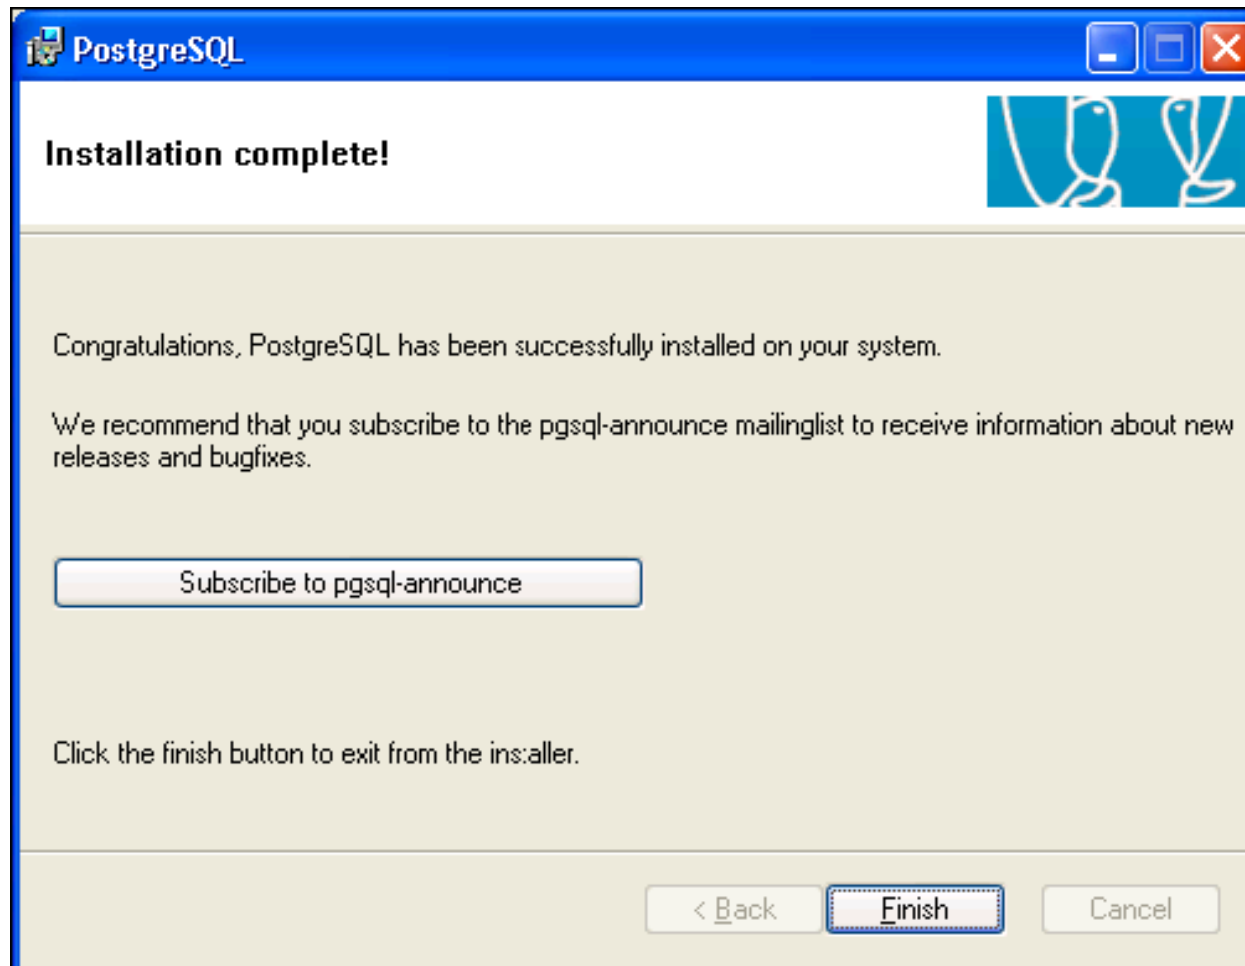 PostgreSQL
Installation complete!
Congratulations, PostgreSQL has been successfully installed on your system.
We recommend that you subscribe to the pgsql-announce mailinglist to receive information about new
releases and bugfixes.
Subscribe to pgsql-announce
Click the finish button to exit from the ins:aller.
< Back
Finish
Cancel